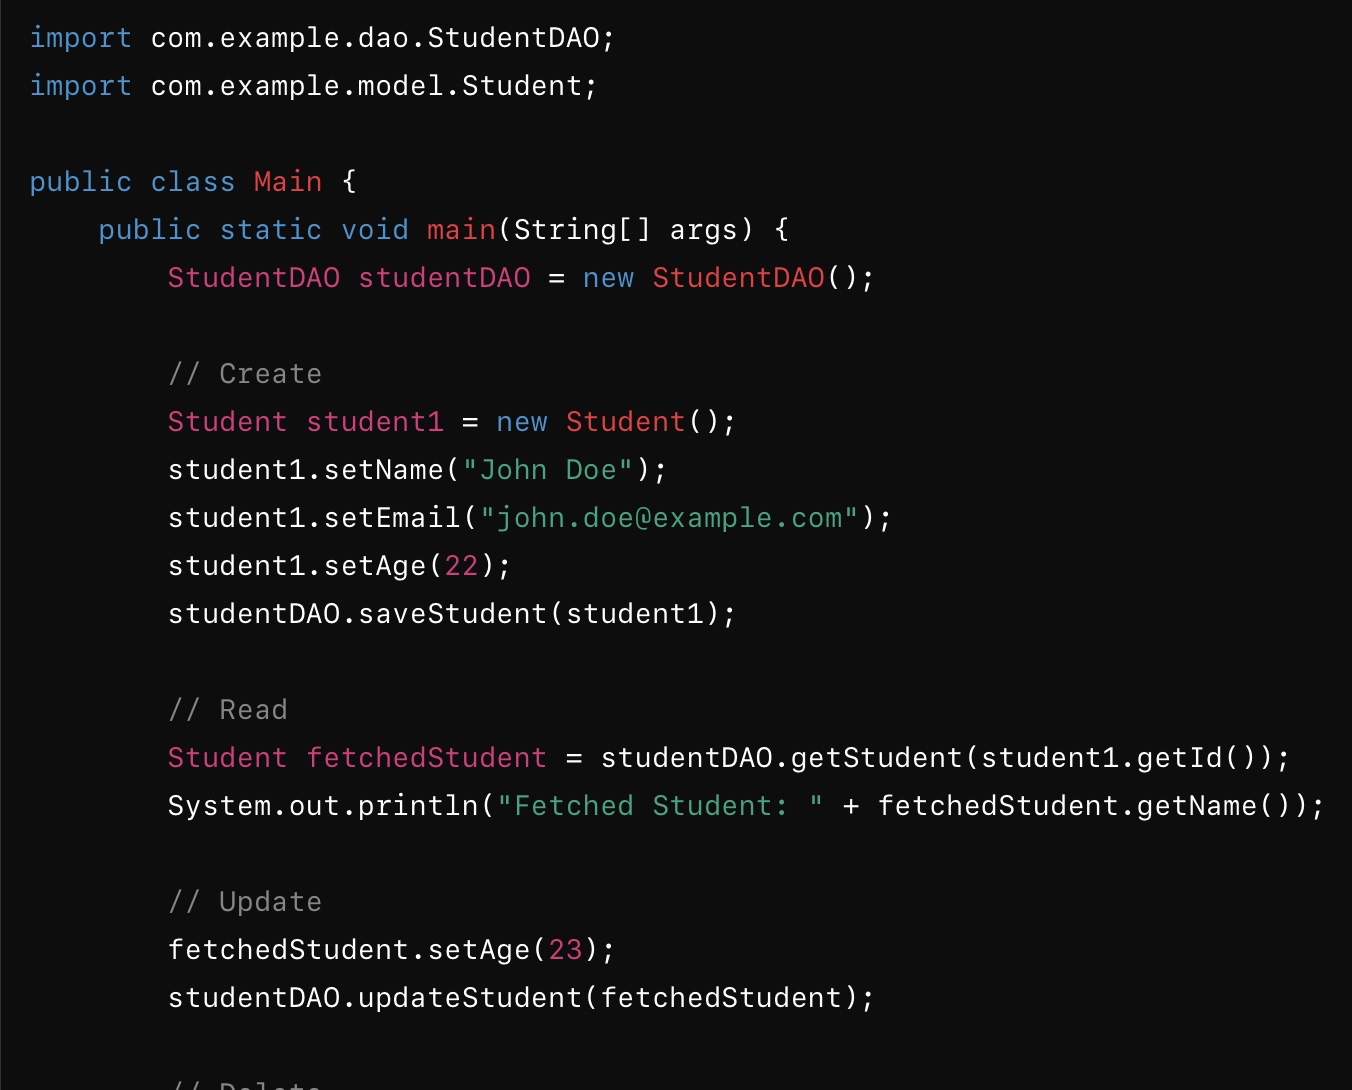 import com.example.dao.StudentDAO;
import com.example.model.Student;
public class Main {
public static void main(String[] args) {
StudentDAO studentDAO = new StudentDAO();
// Create
Student student1 = new Student();
student1.setName("John Doe");
student1.setEmail("john.doe@example.com");
student1.setAge(22);
studentDAO.saveStudent(student1);
// Read
Student fetchedStudent = studentDAO.getStudent(student1.getId());
System.out.println("Fetched Student: " + fetchedStudent.getName());
// Update
fetchedStudent.setAge(23);
studentDAO.updateStudent(fetchedStudent);
// Delete